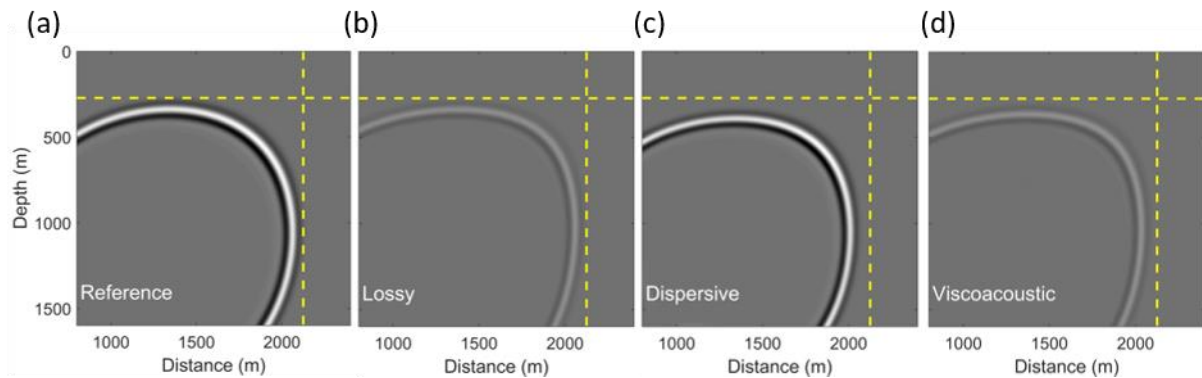 (a) (b) (c) (d)
0
500
1000
1500
Depth (m)
Reference Lossy Dispersive Viscoacoustic
1000 1500 2000 1000 1500 2000 1000 1500 2000 1000 1500 2000
Distance (m) Distance (m) Distance (m) Distance (m)